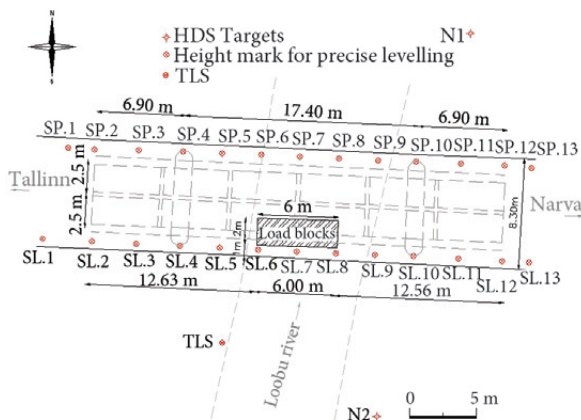 HDS Targets
N1
Height mark for precise levelling
TLS
6.90 m
17.40 m
6.90 m
SP.1 SP.2 SP.3 SP.4 SP.5 SP.6 SP.7 SP.8 SP.9 SP.10 SP.11 SP.12 SP.13
2.5 m
Tallinn
6 m
Narva
2.5 m
2m
Load blocks
8.30m
1m
SL.1 SL.2 SL.3 SL.4 SL.5 SL.6 SL.7 SL.8 SL.9 SL.10 SL.11 SL.12 SL.13
12.63 m
6.00 m
12.56 m
TLS
Loobu river
0 5 m
N2